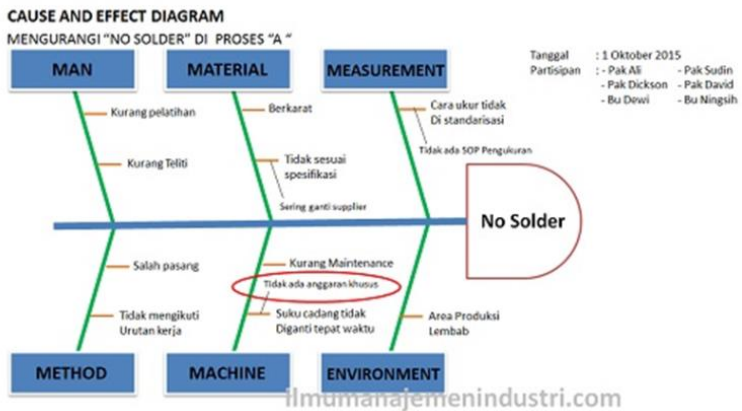 CAUSE AND EFFECT DIAGRAM
MENGURANGI “NO SOLDER” DI PROSES “A “
Tanggal : 1 Oktober 2015
Partisipan : - Pak Ali - Pak Sudin
- Pak Dickson - Pak David
- Bu Dewi - Bu Ningsih
MAN
MATERIAL
MEASUREMENT
Kurang pelatihan
Kurang Teliti
Berkarat
Tidak sesuai
spesifikasi
Sering ganti supplier
Cara ukur tidak
Di standarisasi
Tidak ada SOP Pengukuran
No Solder
Salah pasang
Tidak mengikuti
Urutan kerja
Kurang Maintenance
Tidak ada anggaran khusus
Suku cadang tidak
Diganti tepat waktu
Area Produksi
Lembab
METHOD
MACHINE
ENVIRONMENT
ilmumanajemenindustri.com